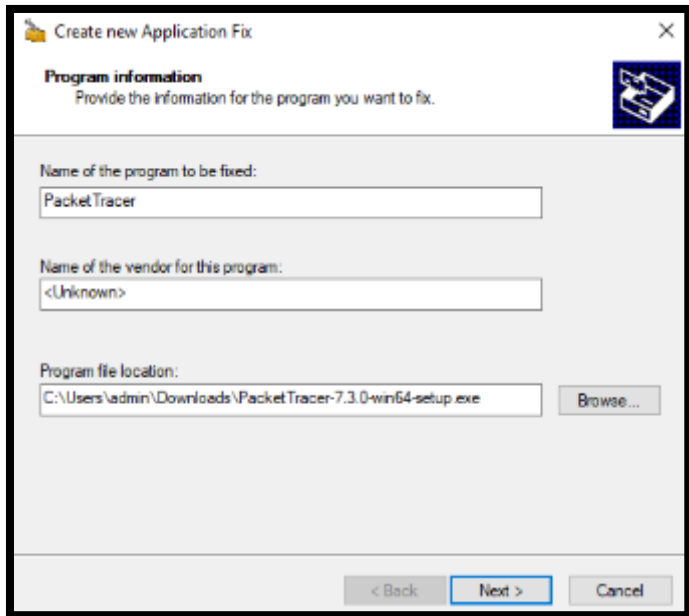 Create new Application Fix
Program information
Provide the information for the program you want to fix.
Name of the program to be fixed:
PacketTracer
Name of the vendor for this program:
<Unknown>
Program file location:
C:\Users\admin\Downloads\PacketTracer-7.3.0-win64-setup.exe
Browse...
< Back
Next >
Cancel